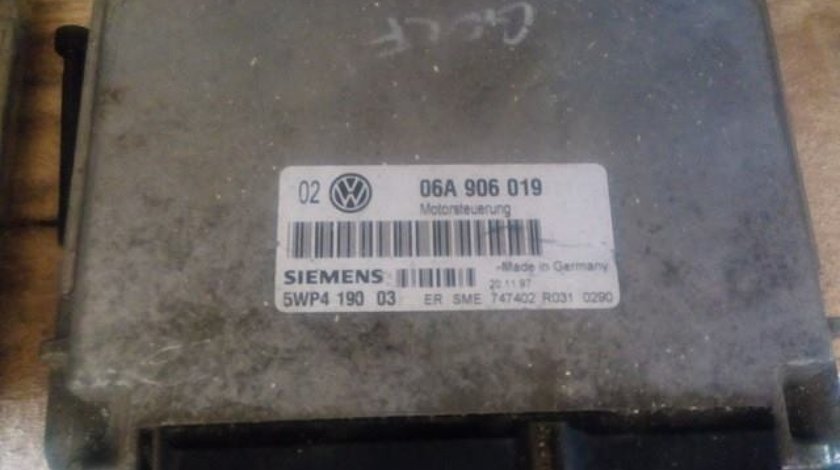 GOLF
02 VW 06A 906 019
Motorsteuerung
SIEMENS -Made in Germany
20.11.97
5WP4 190 03 ER SME 747402 R031 0290